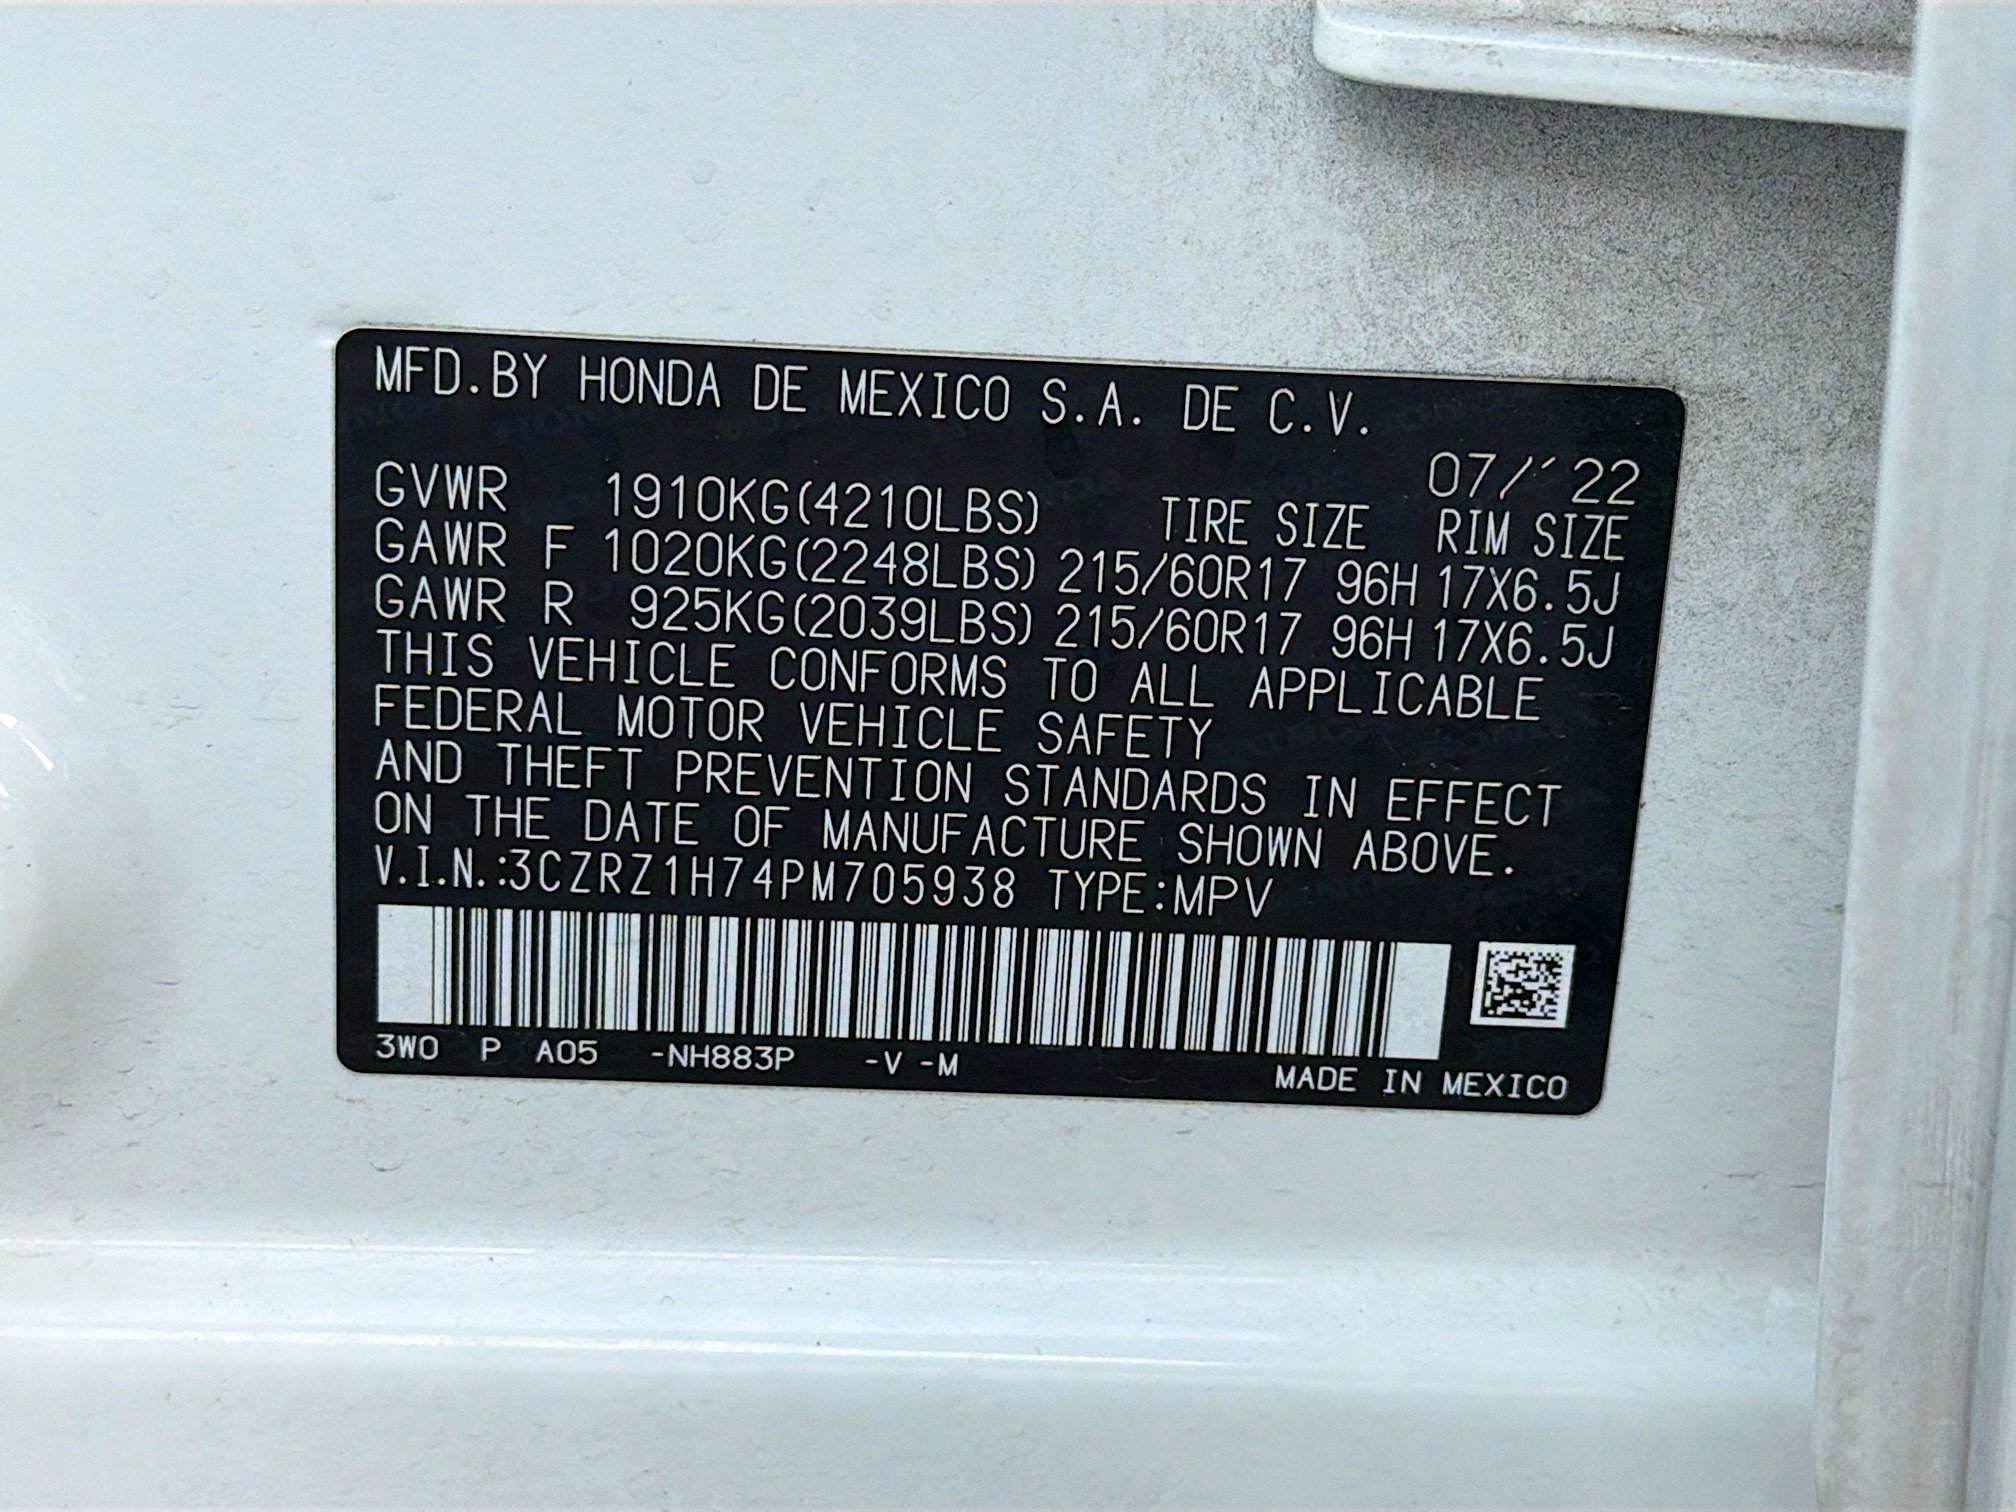 MFD.BY HONDA DE MEXICO S.A. DE C.V.
07/'22
GVWR 1910KG(4210LBS) TIRE SIZE RIM SIZE
GAWR F 1020KG(2248LBS) 215/60R17 96H 17X6.5J
GAWR R 925KG(2039LBS) 215/60R17 96H 17X6.5J
THIS VEHICLE CONFORMS TO ALL APPLICABLE
FEDERAL MOTOR VEHICLE SAFETY
AND THEFT PREVENTION STANDARDS IN EFFECT
ON THE DATE OF MANUFACTURE SHOWN ABOVE.
V.I.N.:3CZRZ1H74PM705938 TYPE:MPV
3W0 P A05 -NH883P -V -M
MADE IN MEXICO